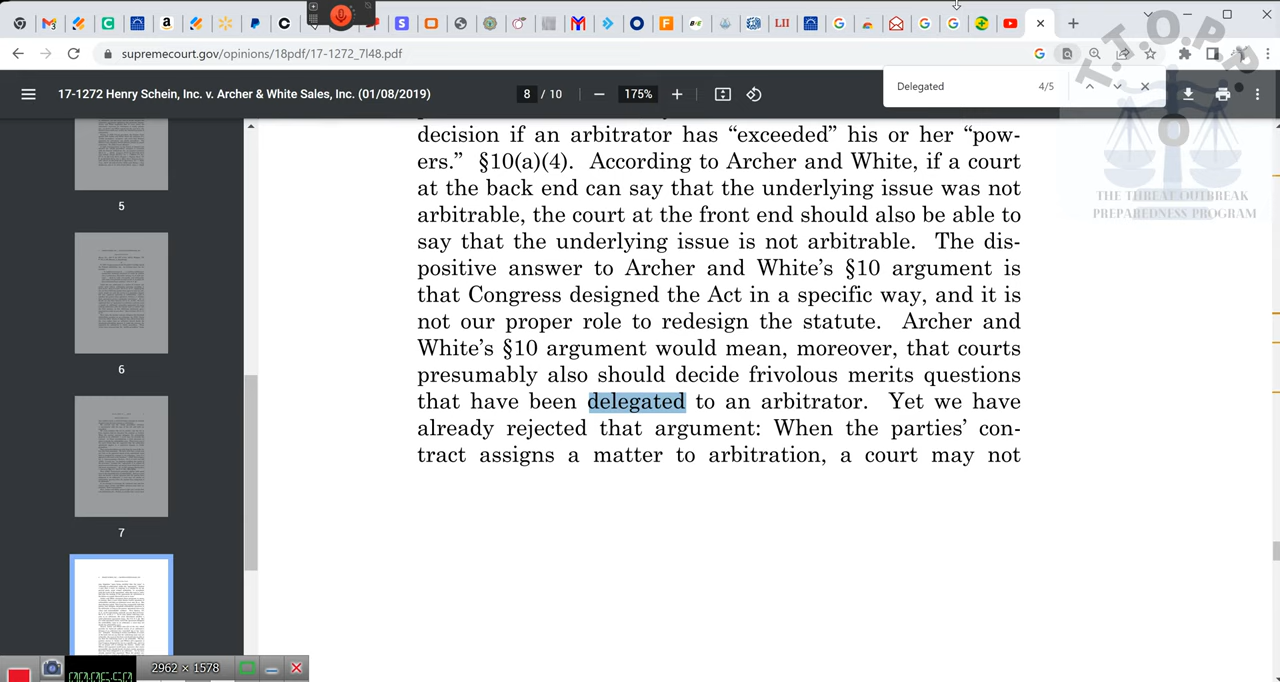 supremecourt.gov/opinions/18pdf/17-1272_7l48.pdf
Delegated 4/5
17-1272 Henry Schein, Inc. v. Archer & White Sales, Inc. (01/08/2019)
8 / 10
175%
T.T.O.P.P
O
THE THREAT OUTBREAK
PREPAREDNESS PROGRAM
5
6
7
decision if an arbitrator has “exceeded” his or her “pow-
ers.” §10(a)(4). According to Archer and White, if a court
at the back end can say that the underlying issue was not
arbitrable, the court at the front end should also be able to
say that the underlying issue is not arbitrable. The dis-
positive answer to Archer and White’s §10 argument is
that Congress designed the Act in a specific way, and it is
not our proper role to redesign the statute. Archer and
White’s §10 argument would mean, moreover, that courts
presumably also should decide frivolous merits questions
that have been delegated to an arbitrator. Yet we have
already rejected that argument: When the parties’ con-
tract assigns a matter to arbitration, a court may not
2962 × 1578